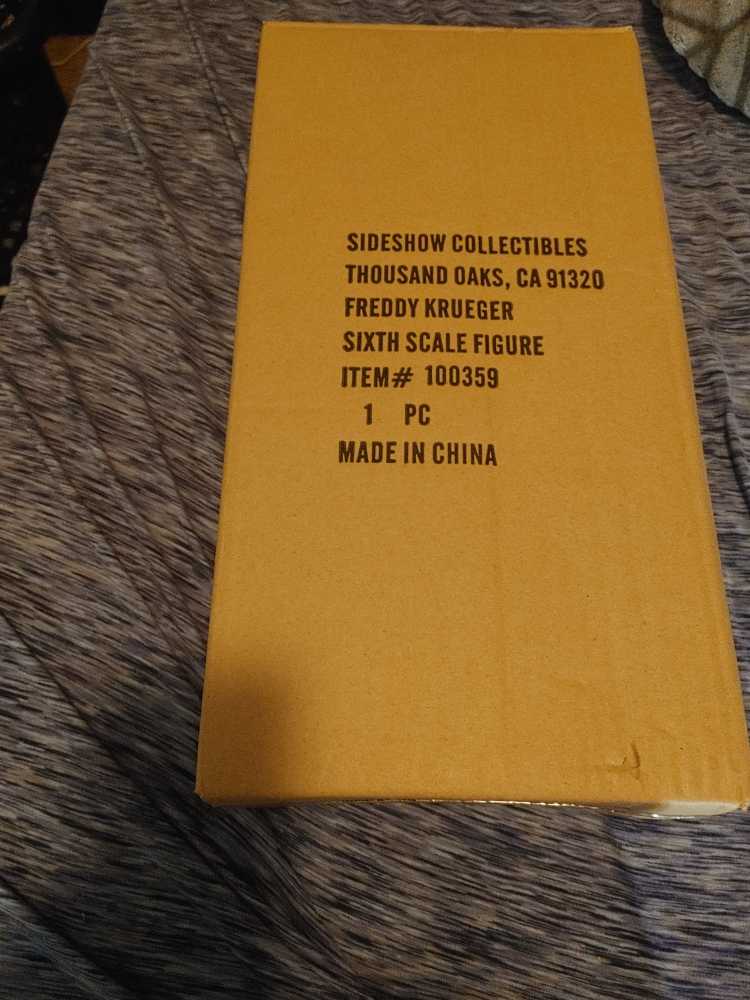 SIDESHOW COLLECTIBLES
THOUSAND OAKS, CA 91320
FREDDY KRUEGER
SIXTH SCALE FIGURE
ITEM# 100359
1 PC
MADE IN CHINA